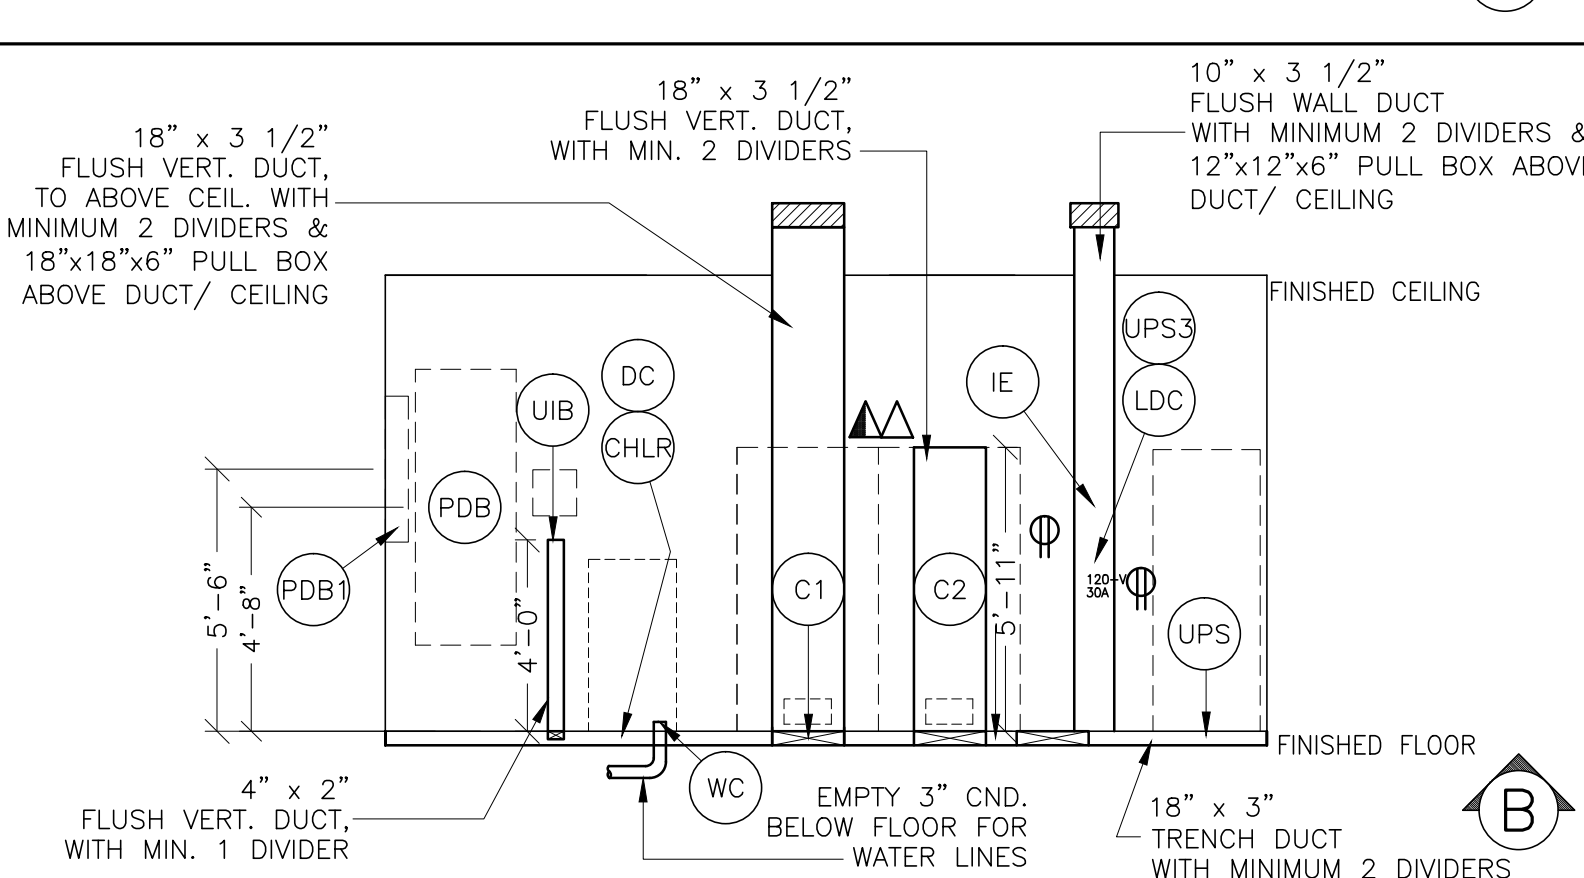 18” x 3 1/2”
FLUSH VERT. DUCT,
TO ABOVE CEIL. WITH
MINIMUM 2 DIVIDERS &
18”x18”x6” PULL BOX
ABOVE DUCT/ CEILING
18” x 3 1/2”
FLUSH VERT. DUCT,
WITH MIN. 2 DIVIDERS
10” x 3 1/2”
FLUSH WALL DUCT
WITH MINIMUM 2 DIVIDERS &
12”x12”x6” PULL BOX ABOVE
DUCT/ CEILING
FINISHED CEILING
UPS3
LDC
IE
DC
CHLR
UIB
PDB
PDB1
5’-6”
4’-8”
4’-0”
C1
C2
5’-11”
120-V
30A
UPS
FINISHED FLOOR
WC
4” x 2”
FLUSH VERT. DUCT,
WITH MIN. 1 DIVIDER
EMPTY 3” CND.
BELOW FLOOR FOR
WATER LINES
18” x 3”
TRENCH DUCT
WITH MINIMUM 2 DIVIDERS
B